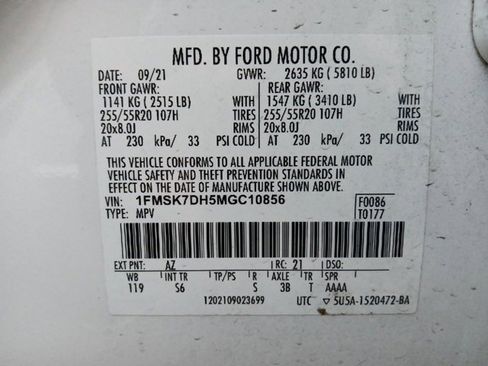 MFD. BY FORD MOTOR CO.
DATE: 09/21 GVWR: 2635 KG ( 5810 LB)
FRONT GAWR: REAR GAWR:
1141 KG ( 2515 LB) WITH 1547 KG ( 3410 LB) WITH
255/55R20 107H TIRES 255/55R20 107H TIRES
20x8.0J RIMS 20x8.0J RIMS
AT 230 kPa/ 33 PSI COLD AT 230 kPa/ 33 PSI COLD
THIS VEHICLE CONFORMS TO ALL APPLICABLE FEDERAL MOTOR
VEHICLE SAFETY AND THEFT PREVENTION STANDARDS IN
EFFECT ON THE DATE OF MANUFACTURE SHOWN ABOVE.
VIN: 1FMSK7DH5MGC10856 F0086
TYPE: MPV T0177
EXT PNT: AZ RC: 21
WB INT TR TP/PS R AXLE TR SPR
119 S6 S 3B T AAAA
1202109023699 UTC ▽ 5U5A-1520472-BA